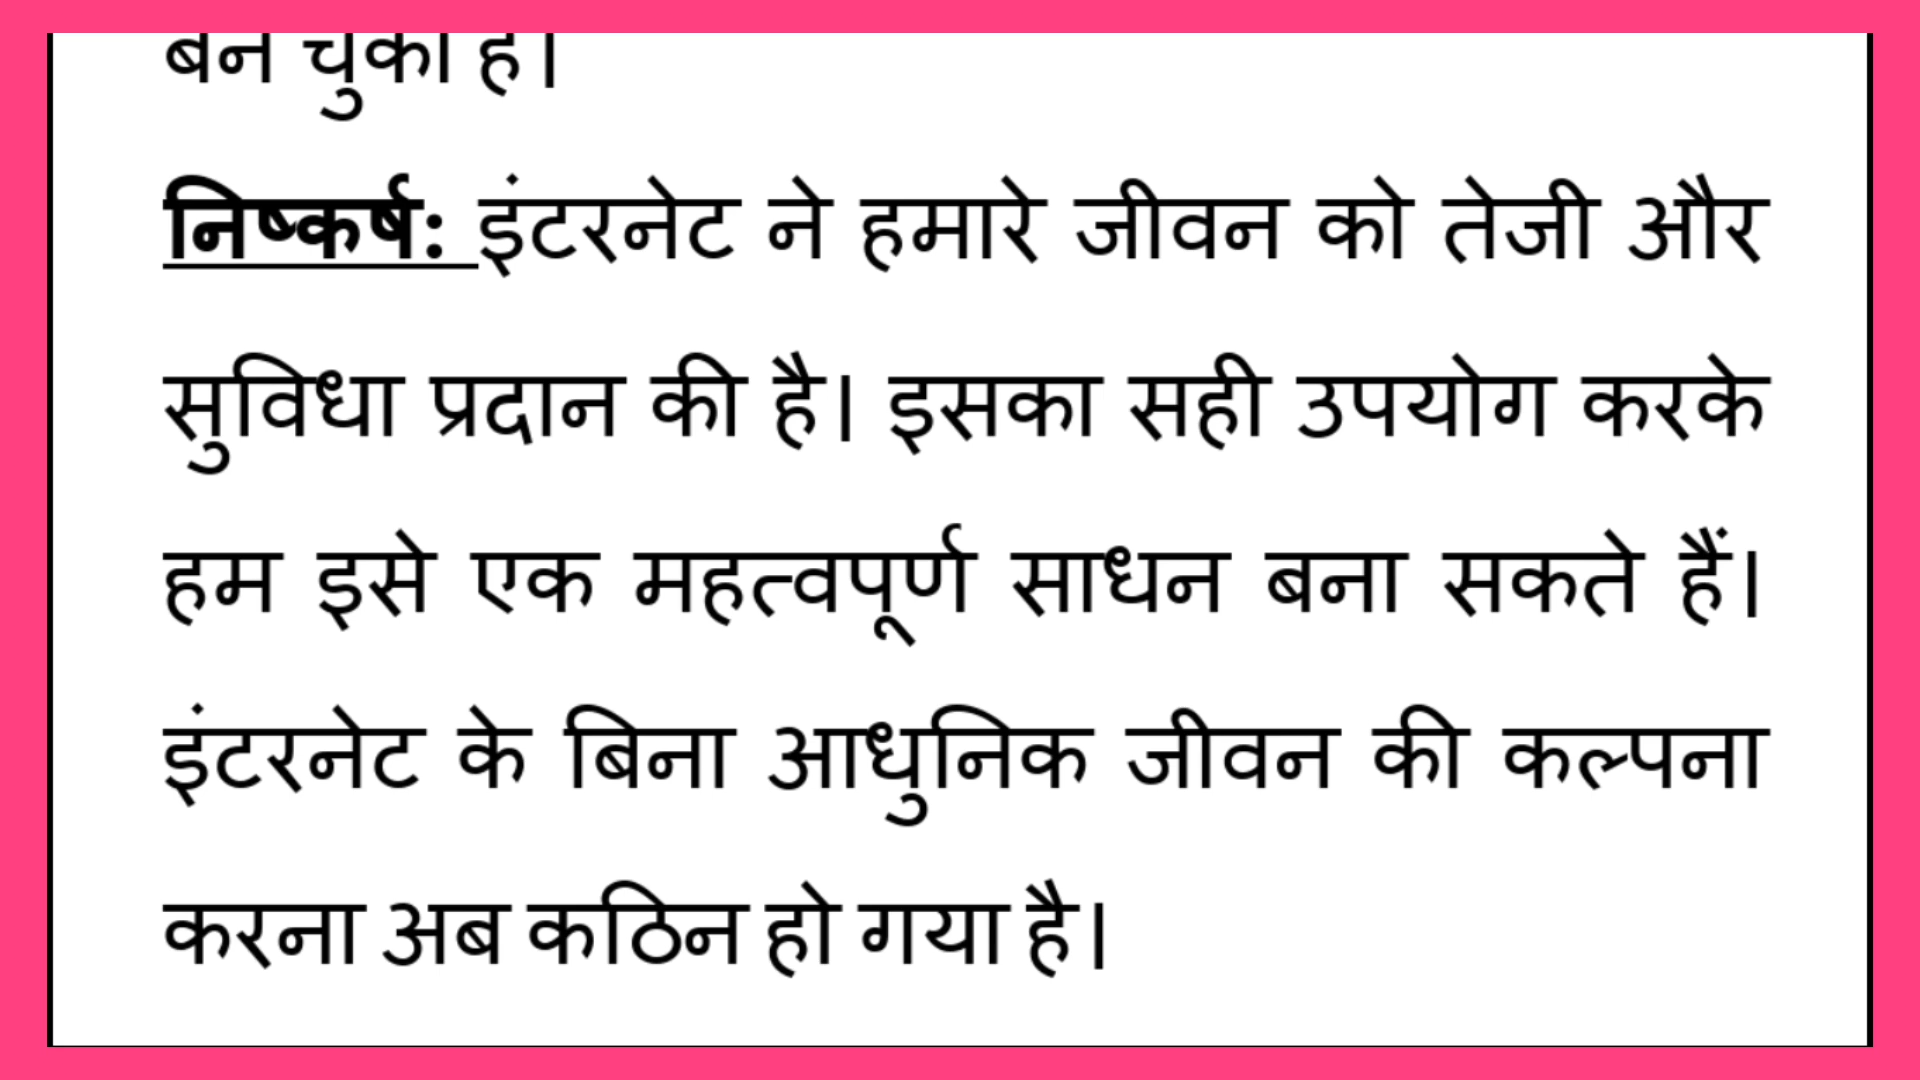 बन चुका है।
निष्कर्ष: इंटरनेट ने हमारे जीवन को तेजी और
सुविधा प्रदान की है। इसका सही उपयोग करके
हम इसे एक महत्वपूर्ण साधन बना सकते हैं।
इंटरनेट के बिना आधुनिक जीवन की कल्पना
करना अब कठिन हो गया है।